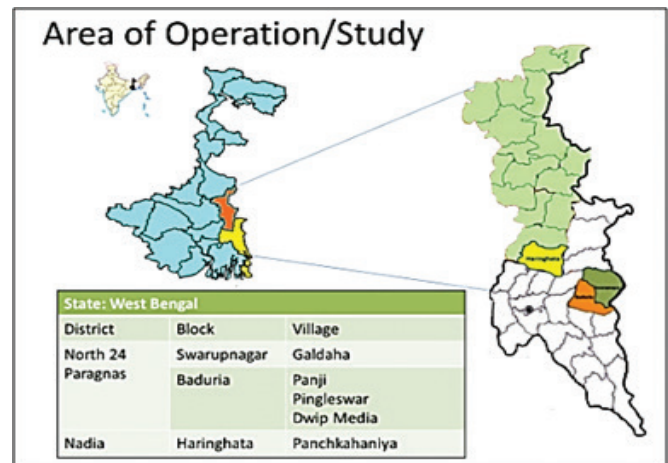 Area of Operation/Study
Haringhata
State: West Bengal
District Block Village
North 24 Paragnas Swarupnagar Galdaha
Baduria Panji
Pingleswar
Dwip Media
Nadia Haringhata Panchkahaniya